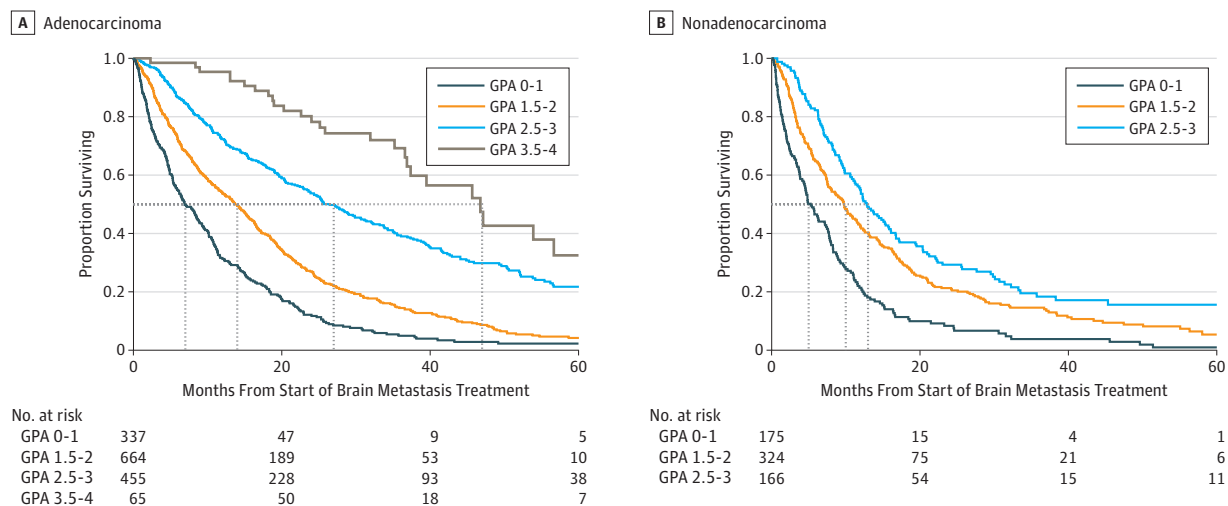 A Adenocarcinoma
1.0
0.8
0.6
0.4
0.2
0
Proportion Surviving
GPA 0-1
GPA 1.5-2
GPA 2.5-3
GPA 3.5-4
0 20 40 60
Months From Start of Brain Metastasis Treatment
No. at risk
GPA 0-1 337 47 9 5
GPA 1.5-2 664 189 53 10
GPA 2.5-3 455 228 93 38
GPA 3.5-4 65 50 18 7
B Nonadenocarcinoma
1.0
0.8
0.6
0.4
0.2
0
Proportion Surviving
GPA 0-1
GPA 1.5-2
GPA 2.5-3
0 20 40 60
Months From Start of Brain Metastasis Treatment
No. at risk
GPA 0-1 175 15 4 1
GPA 1.5-2 324 75 21 6
GPA 2.5-3 166 54 15 11